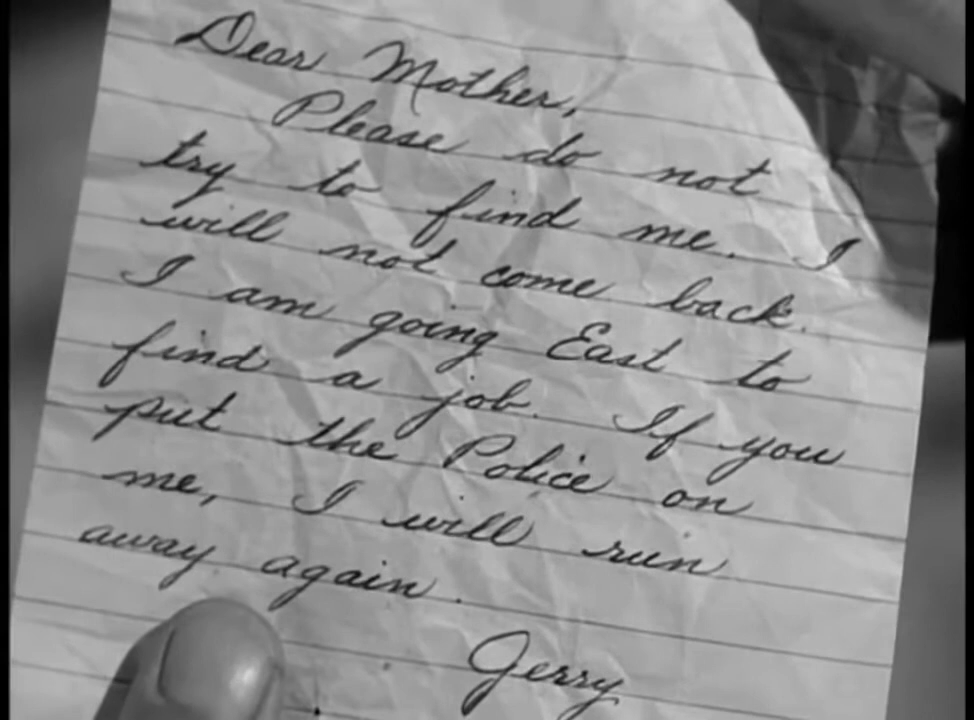 Dear Mother,
Please do not
try to find me. I
will not come back.
I am going East to
find a job. If you
put the Police on
me, I will run
away again.
Jerry